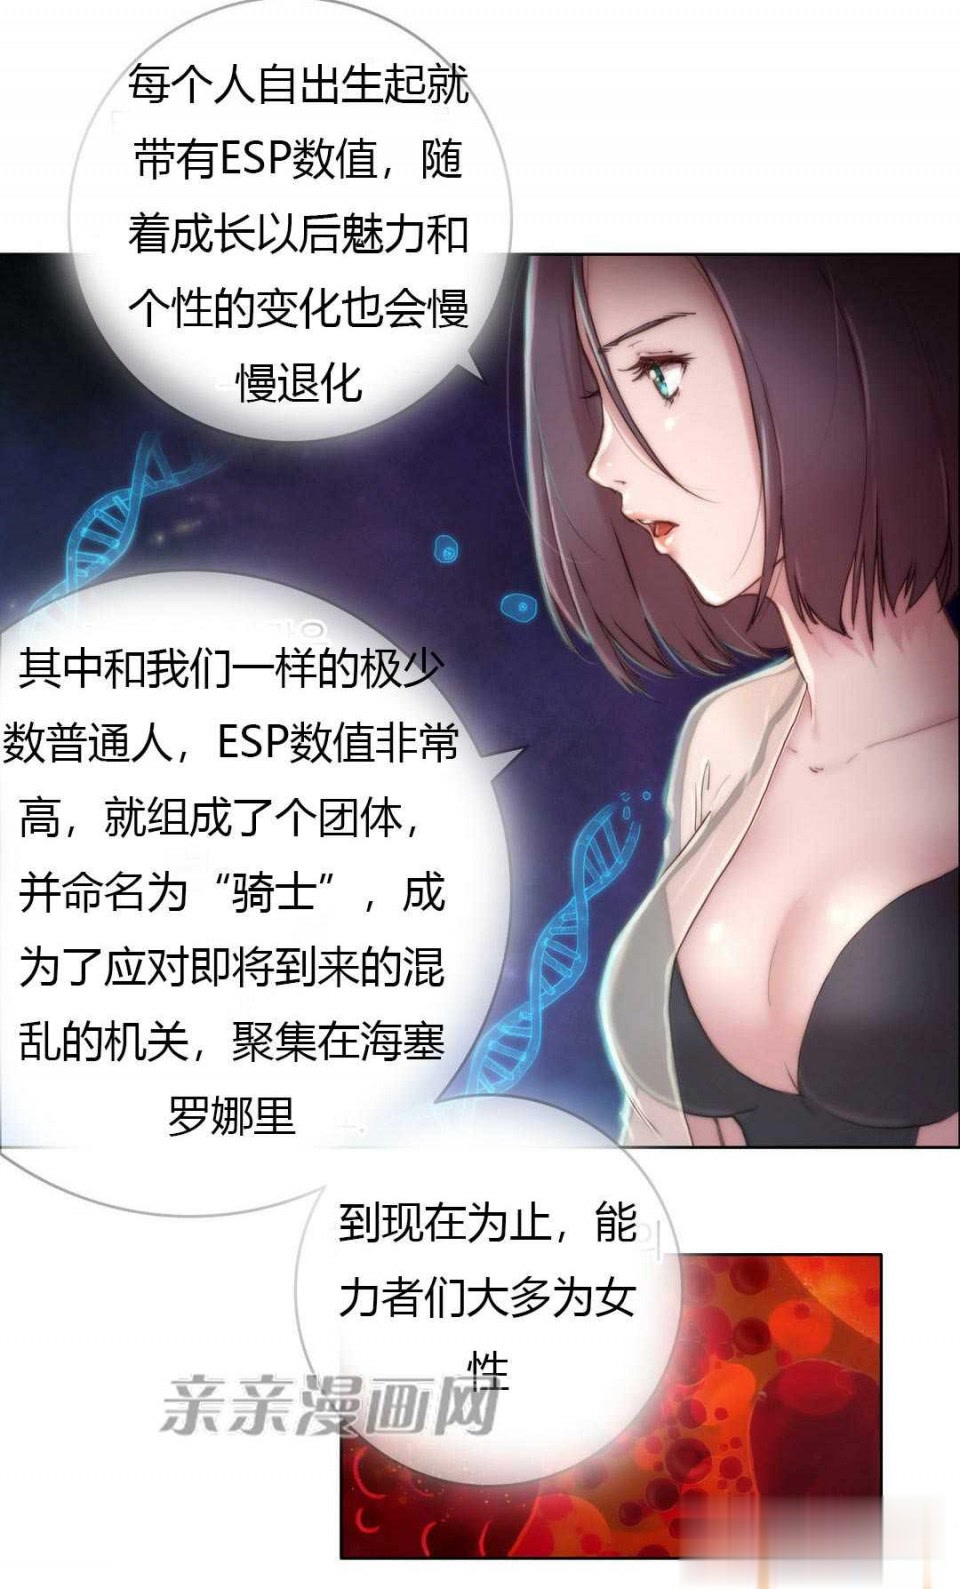 每个人自出生起就
带有ESP数值，随
着成长以后魅力和
个性的变化也会慢
慢退化
其中和我们一样的极少
数普通人，ESP数值非常
高，就组成了个团体，
并命名为“骑士”，成
为了应对即将到来的混
乱的机关，聚集在海塞
罗娜里
到现在为止，能
力者们大多为女
性
亲亲漫画网